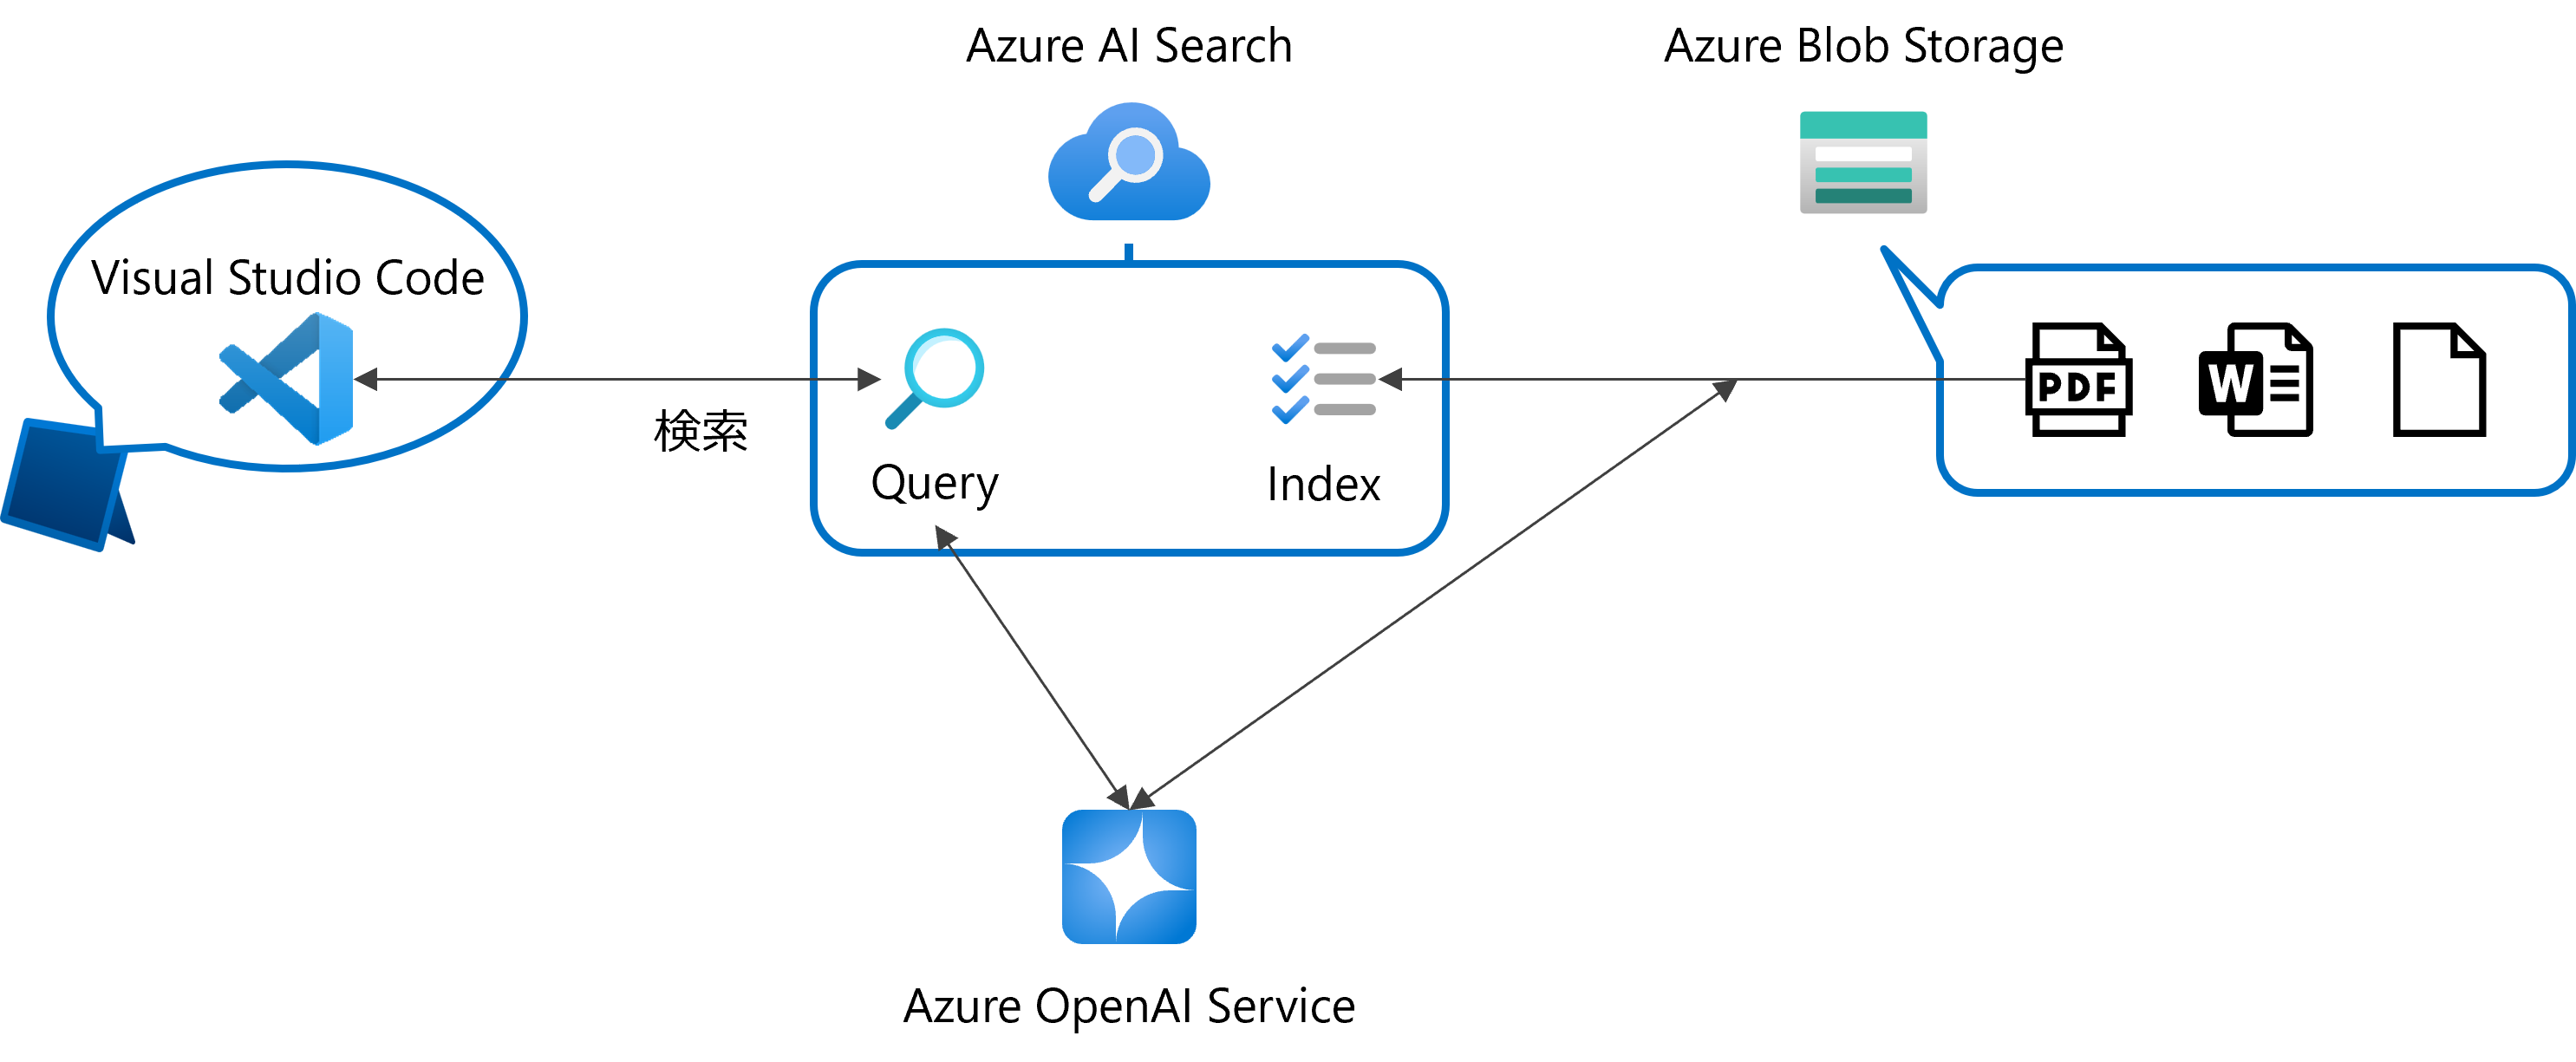 Azure AI Search
Azure Blob Storage
Visual Studio Code
検索
PDF
W
Query
Index
Azure OpenAI Service